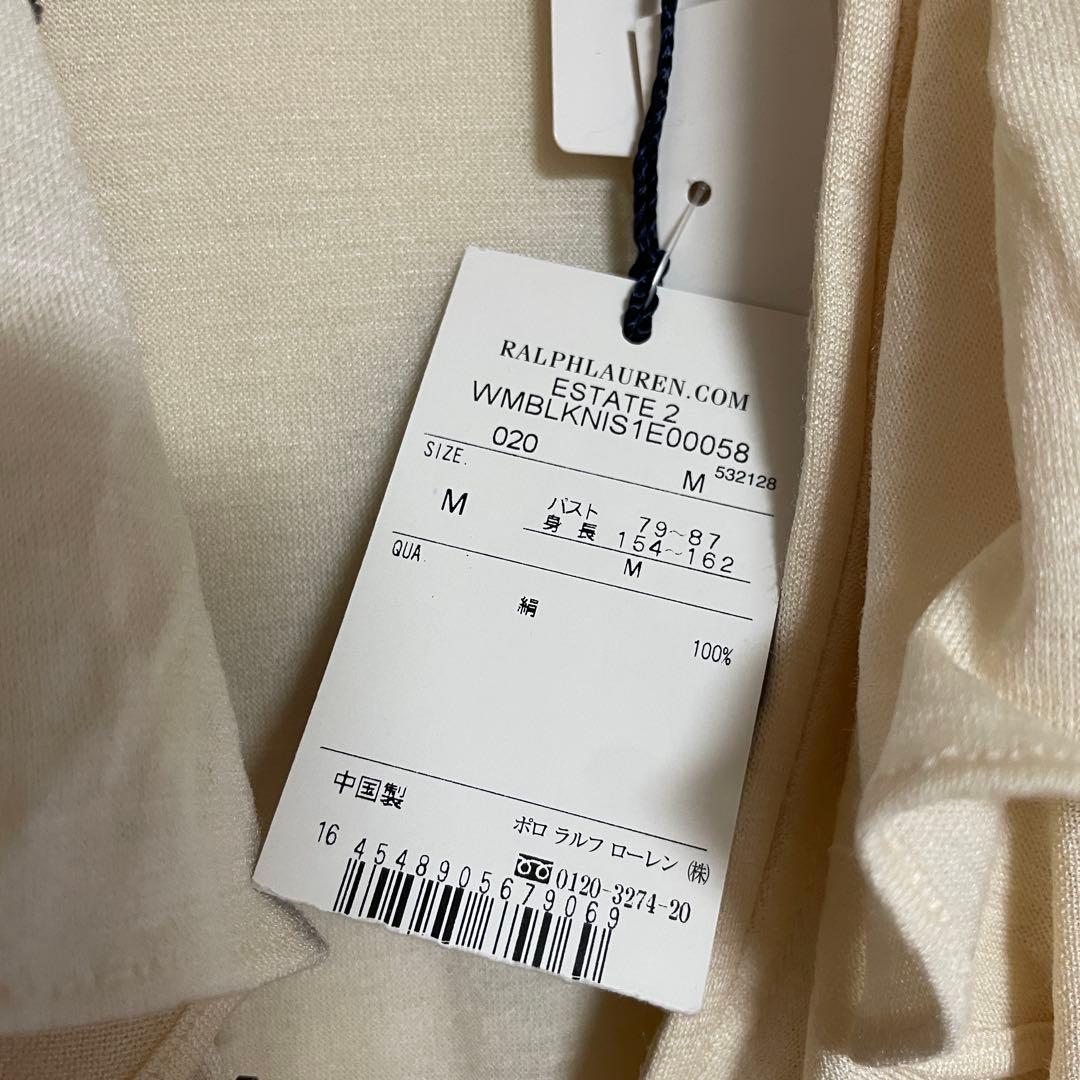 RALPHLAUREN.COM
ESTATE 2
WMBLKNIS1E00058
020 M 532128
SIZE.
M バスト 79~87
身長 154~162
M
QUA.
絹 100%
中国製
ポロ ラルフ ローレン ㈱
0120-3274-20
16 4548905679069